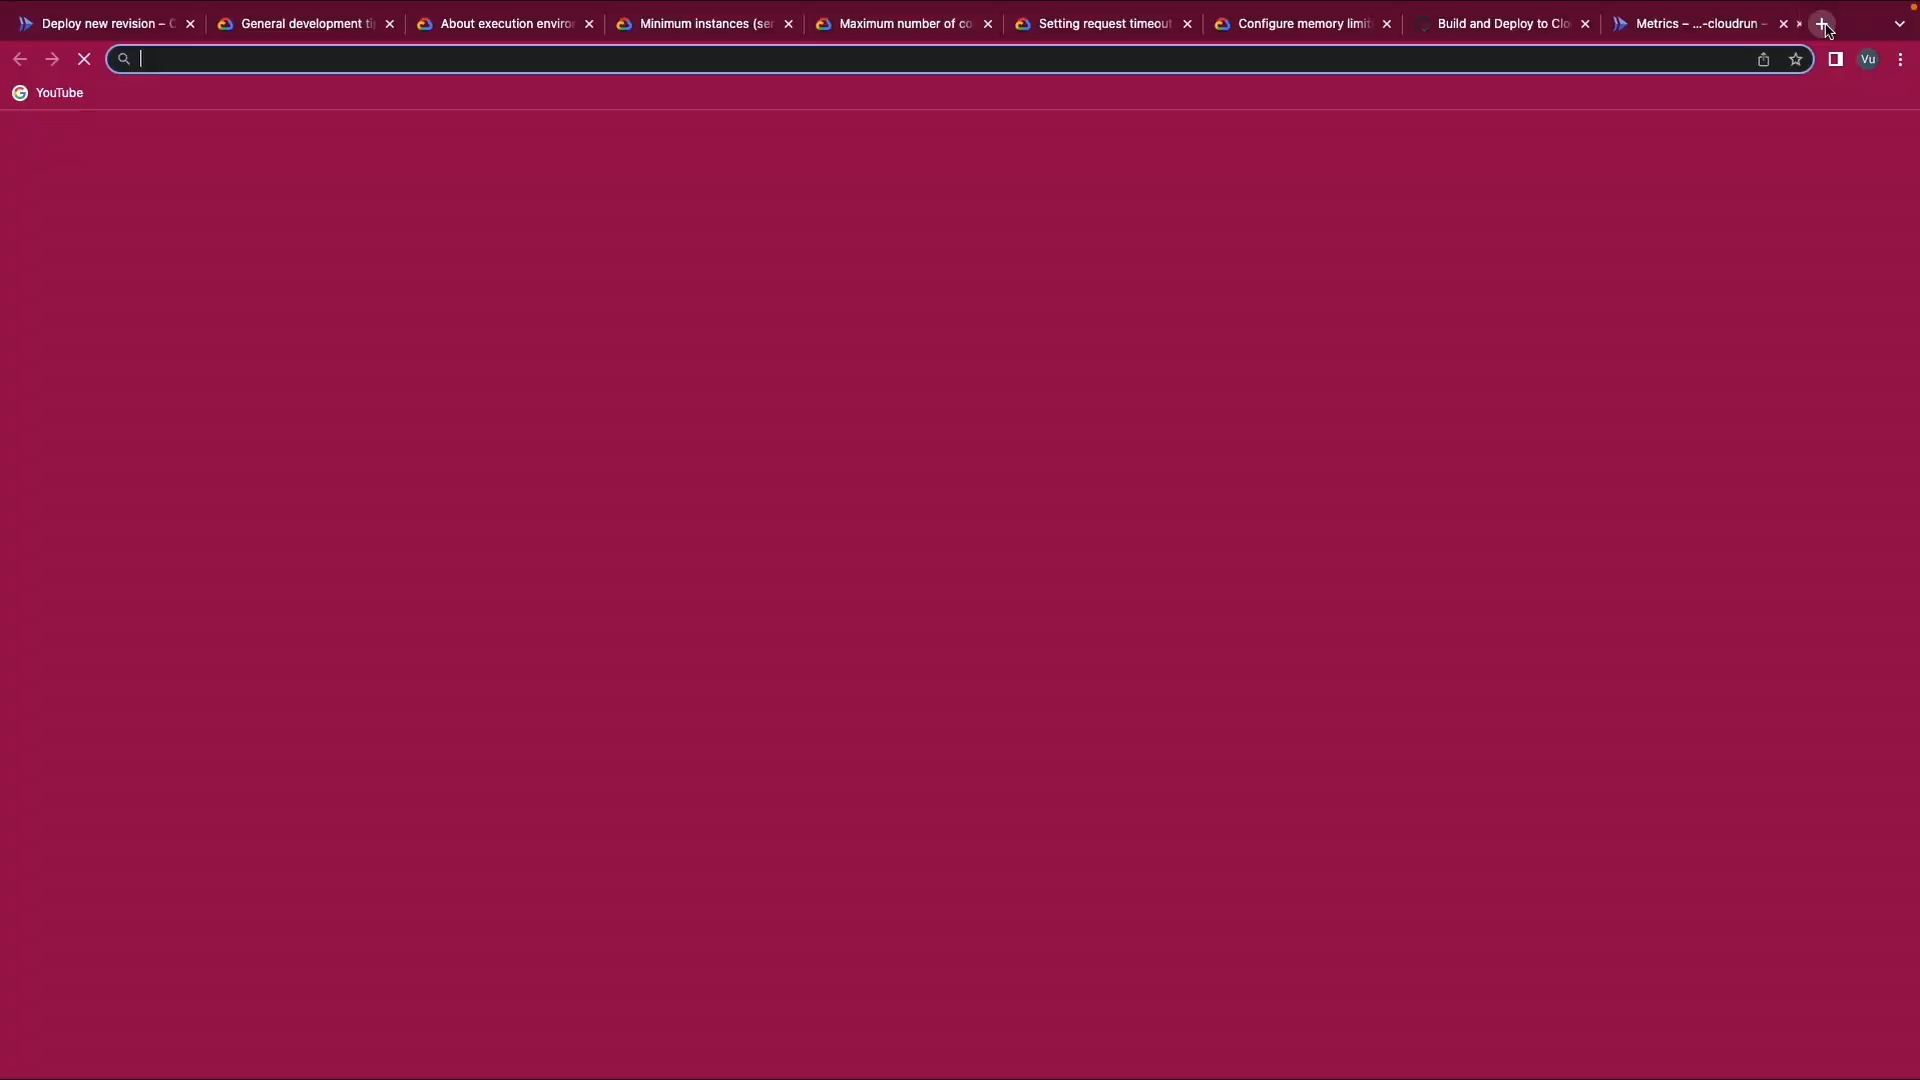 Deploy new revision – C
General development ti
About execution enviro
Minimum instances (ser
Maximum number of co
Setting request timeout
Configure memory limit
Build and Deploy to Clo
Metrics – ...-cloudrun –
Vu
YouTube